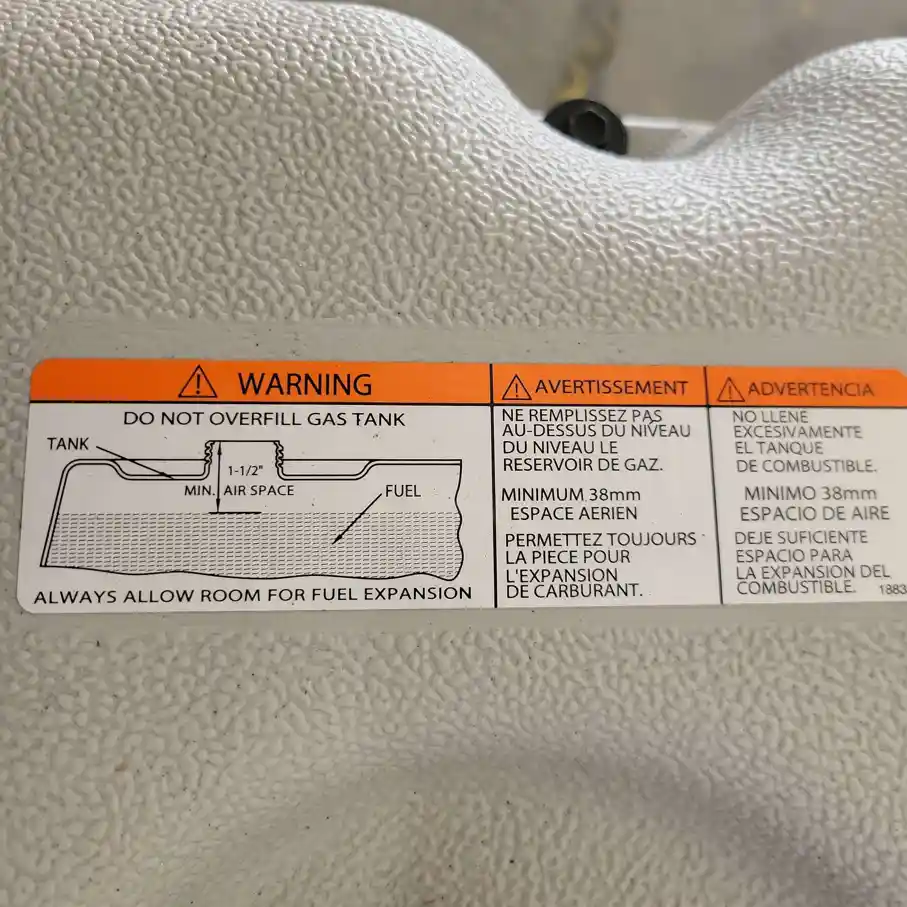 WARNING
DO NOT OVERFILL GAS TANK
TANK
1-1/2"
MIN. AIR SPACE
FUEL
ALWAYS ALLOW ROOM FOR FUEL EXPANSION
AVERTISSEMENT
NE REMPLISSEZ PAS
AU-DESSUS DU NIVEAU
DU NIVEAU LE
RESERVOIR DE GAZ.
MINIMUM 38mm
ESPACE AERIEN
PERMETTEZ TOUJOURS
LA PIECE POUR
L'EXPANSION
DE CARBURANT.
ADVERTENCIA
NO LLENE
EXCESIVAMENTE
EL TANQUE
DE COMBUSTIBLE.
MINIMO 38mm
ESPACIO DE AIRE
DEJE SUFICIENTE
ESPACIO PARA
LA EXPANSION DEL
COMBUSTIBLE.
1883